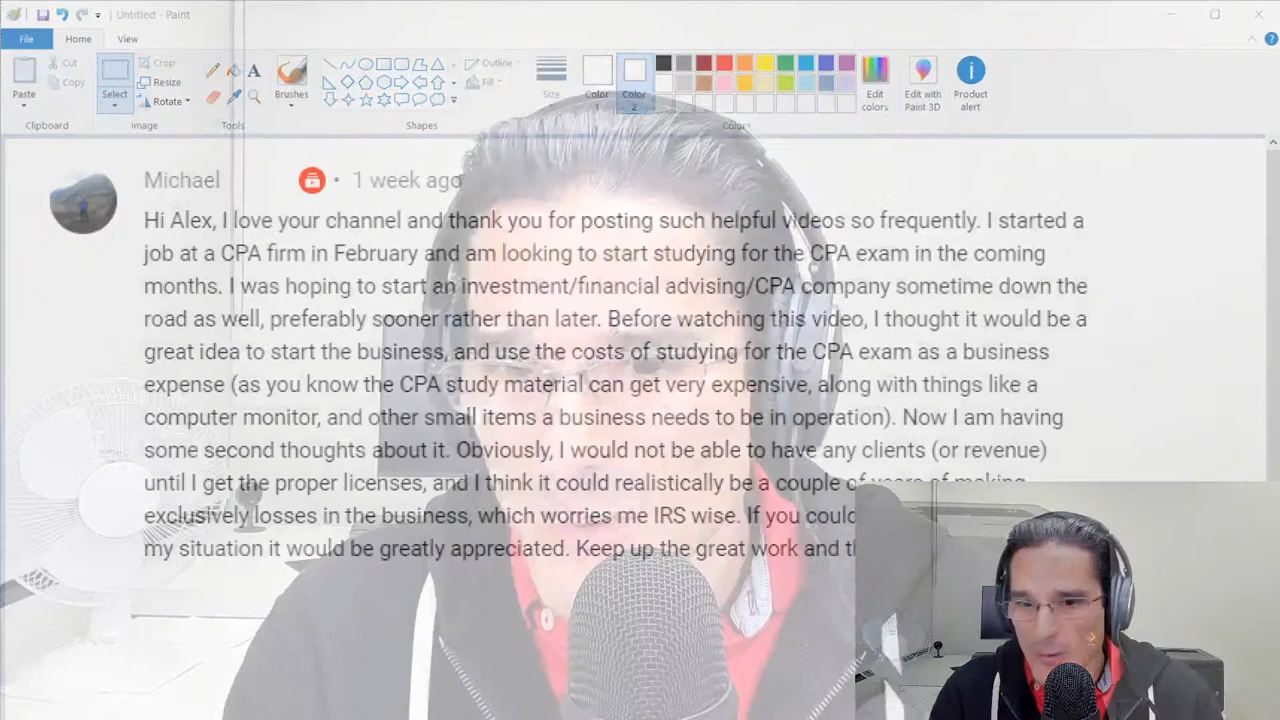 Untitled - Paint
File Home View
Paste
Cut
Copy
Clipboard
Select
Crop
Resize
Rotate
Image
Tools
Brushes
Shapes
Outline
Fill
Size
Color
1
Color
2
Colors
Edit
colors
Edit with
Paint 3D
Product
alert
Michael • 1 week ago
Hi Alex, I love your channel and thank you for posting such helpful videos so frequently. I started a
job at a CPA firm in February and am looking to start studying for the CPA exam in the coming
months. I was hoping to start an investment/financial advising/CPA company sometime down the
road as well, preferably sooner rather than later. Before watching this video, I thought it would be a
great idea to start the business, and use the costs of studying for the CPA exam as a business
expense (as you know the CPA study material can get very expensive, along with things like a
computer monitor, and other small items a business needs to be in operation). Now I am having
some second thoughts about it. Obviously, I would not be able to have any clients (or revenue)
until I get the proper licenses, and I think it could realistically be a couple of years of making
exclusively losses in the business, which worries me IRS wise. If you could
my situation it would be greatly appreciated. Keep up the great work and